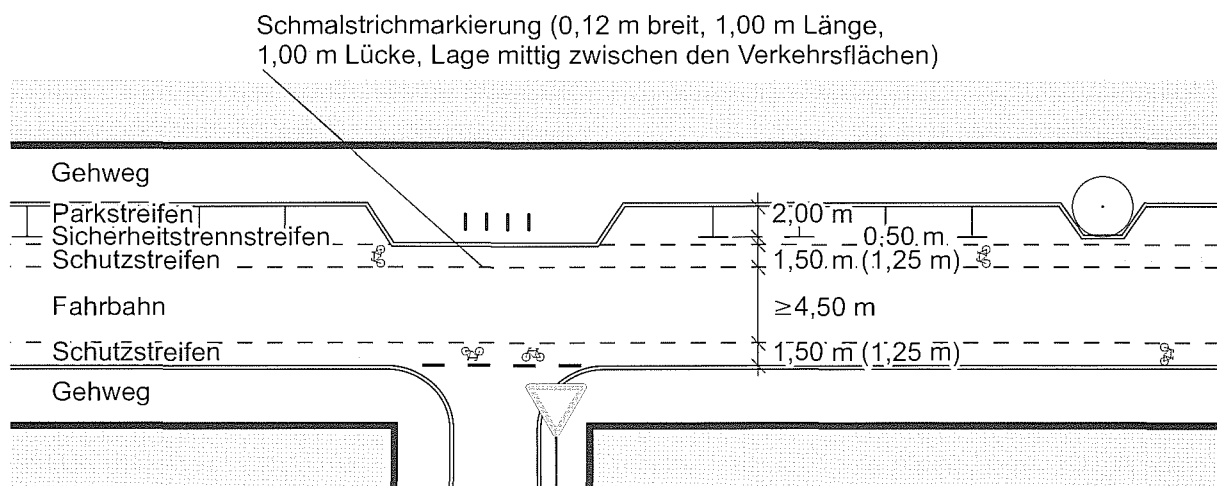 Schmalstrichmarkierung (0,12 m breit, 1,00 m Länge,
1,00 m Lücke, Lage mittig zwischen den Verkehrsflächen)
Gehweg
Parkstreifen
2,00 m
Sicherheitstrennstreifen
0,50 m
Schutzstreifen
1,50 m (1,25 m)
Fahrbahn
≥4,50 m
Schutzstreifen
1,50 m (1,25 m)
Gehweg